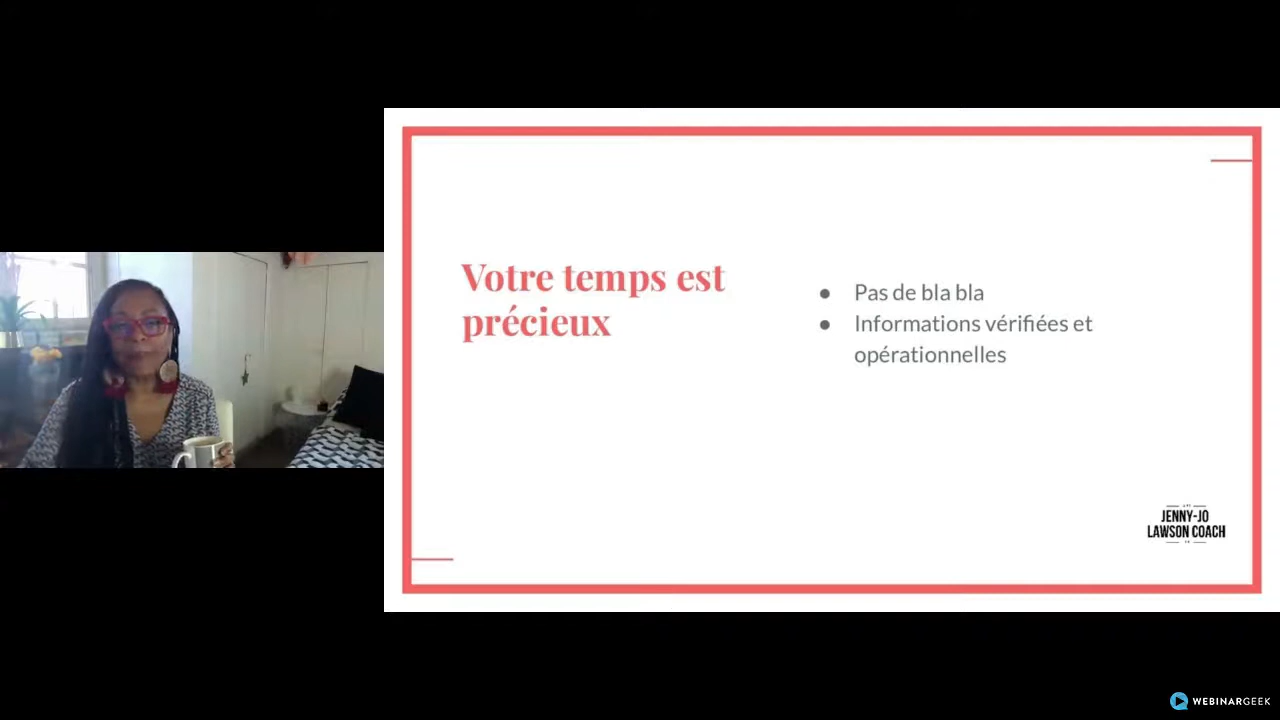 Votre temps est
précieux
● Pas de bla bla
● Informations vérifiées et
opérationnelles
JENNY-JO
LAWSON COACH
WEBINARGEEK